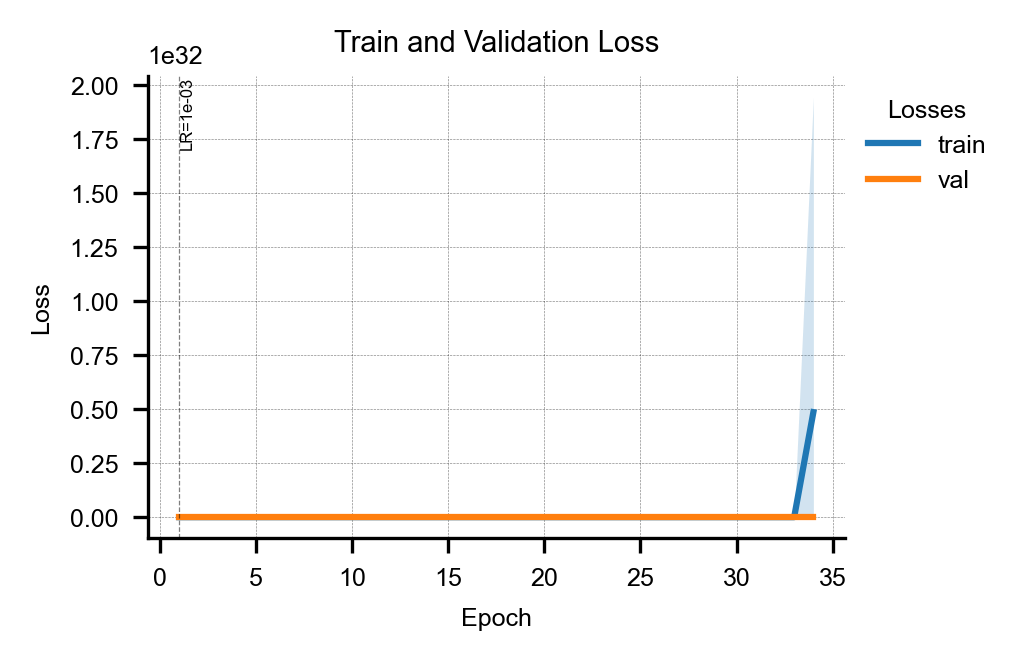 Train and Validation Loss
1e32
2.00
1.75
1.50
1.25
1.00
0.75
0.50
0.25
0.00
Loss
LR=1e-03
0 5 10 15 20 25 30 35
Epoch
Losses
train
val